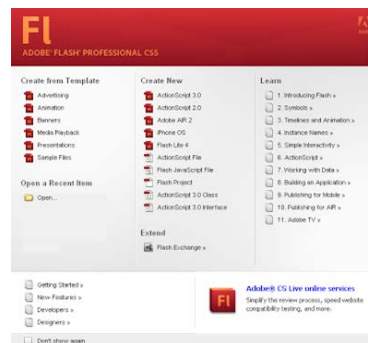 Fl
ADOBE® FLASH® PROFESSIONAL CS5
Create from Template
Advertising
Animation
Banners
Media Playback
Presentations
Sample Files
Open a Recent Item
Open...
Create New
ActionScript 3.0
ActionScript 2.0
Adobe AIR 2
iPhone OS
Flash Lite 4
ActionScript File
Flash JavaScript File
Flash Project
ActionScript 3.0 Class
ActionScript 3.0 Interface
Extend
Flash Exchange »
Learn
1. Introducing Flash »
2. Symbols »
3. Timelines and Animation »
4. Instance Names »
5. Simple Interactivity »
6. ActionScript »
7. Working with Data »
8. Building an Application »
9. Publishing for Mobile »
10. Publishing for AIR »
11. Adobe TV »
Getting Started »
New Features »
Developers »
Designers »
Fl
Adobe® CS Live online services
Simplify the review process, speed website
compatibility testing, and more.
Don't show again